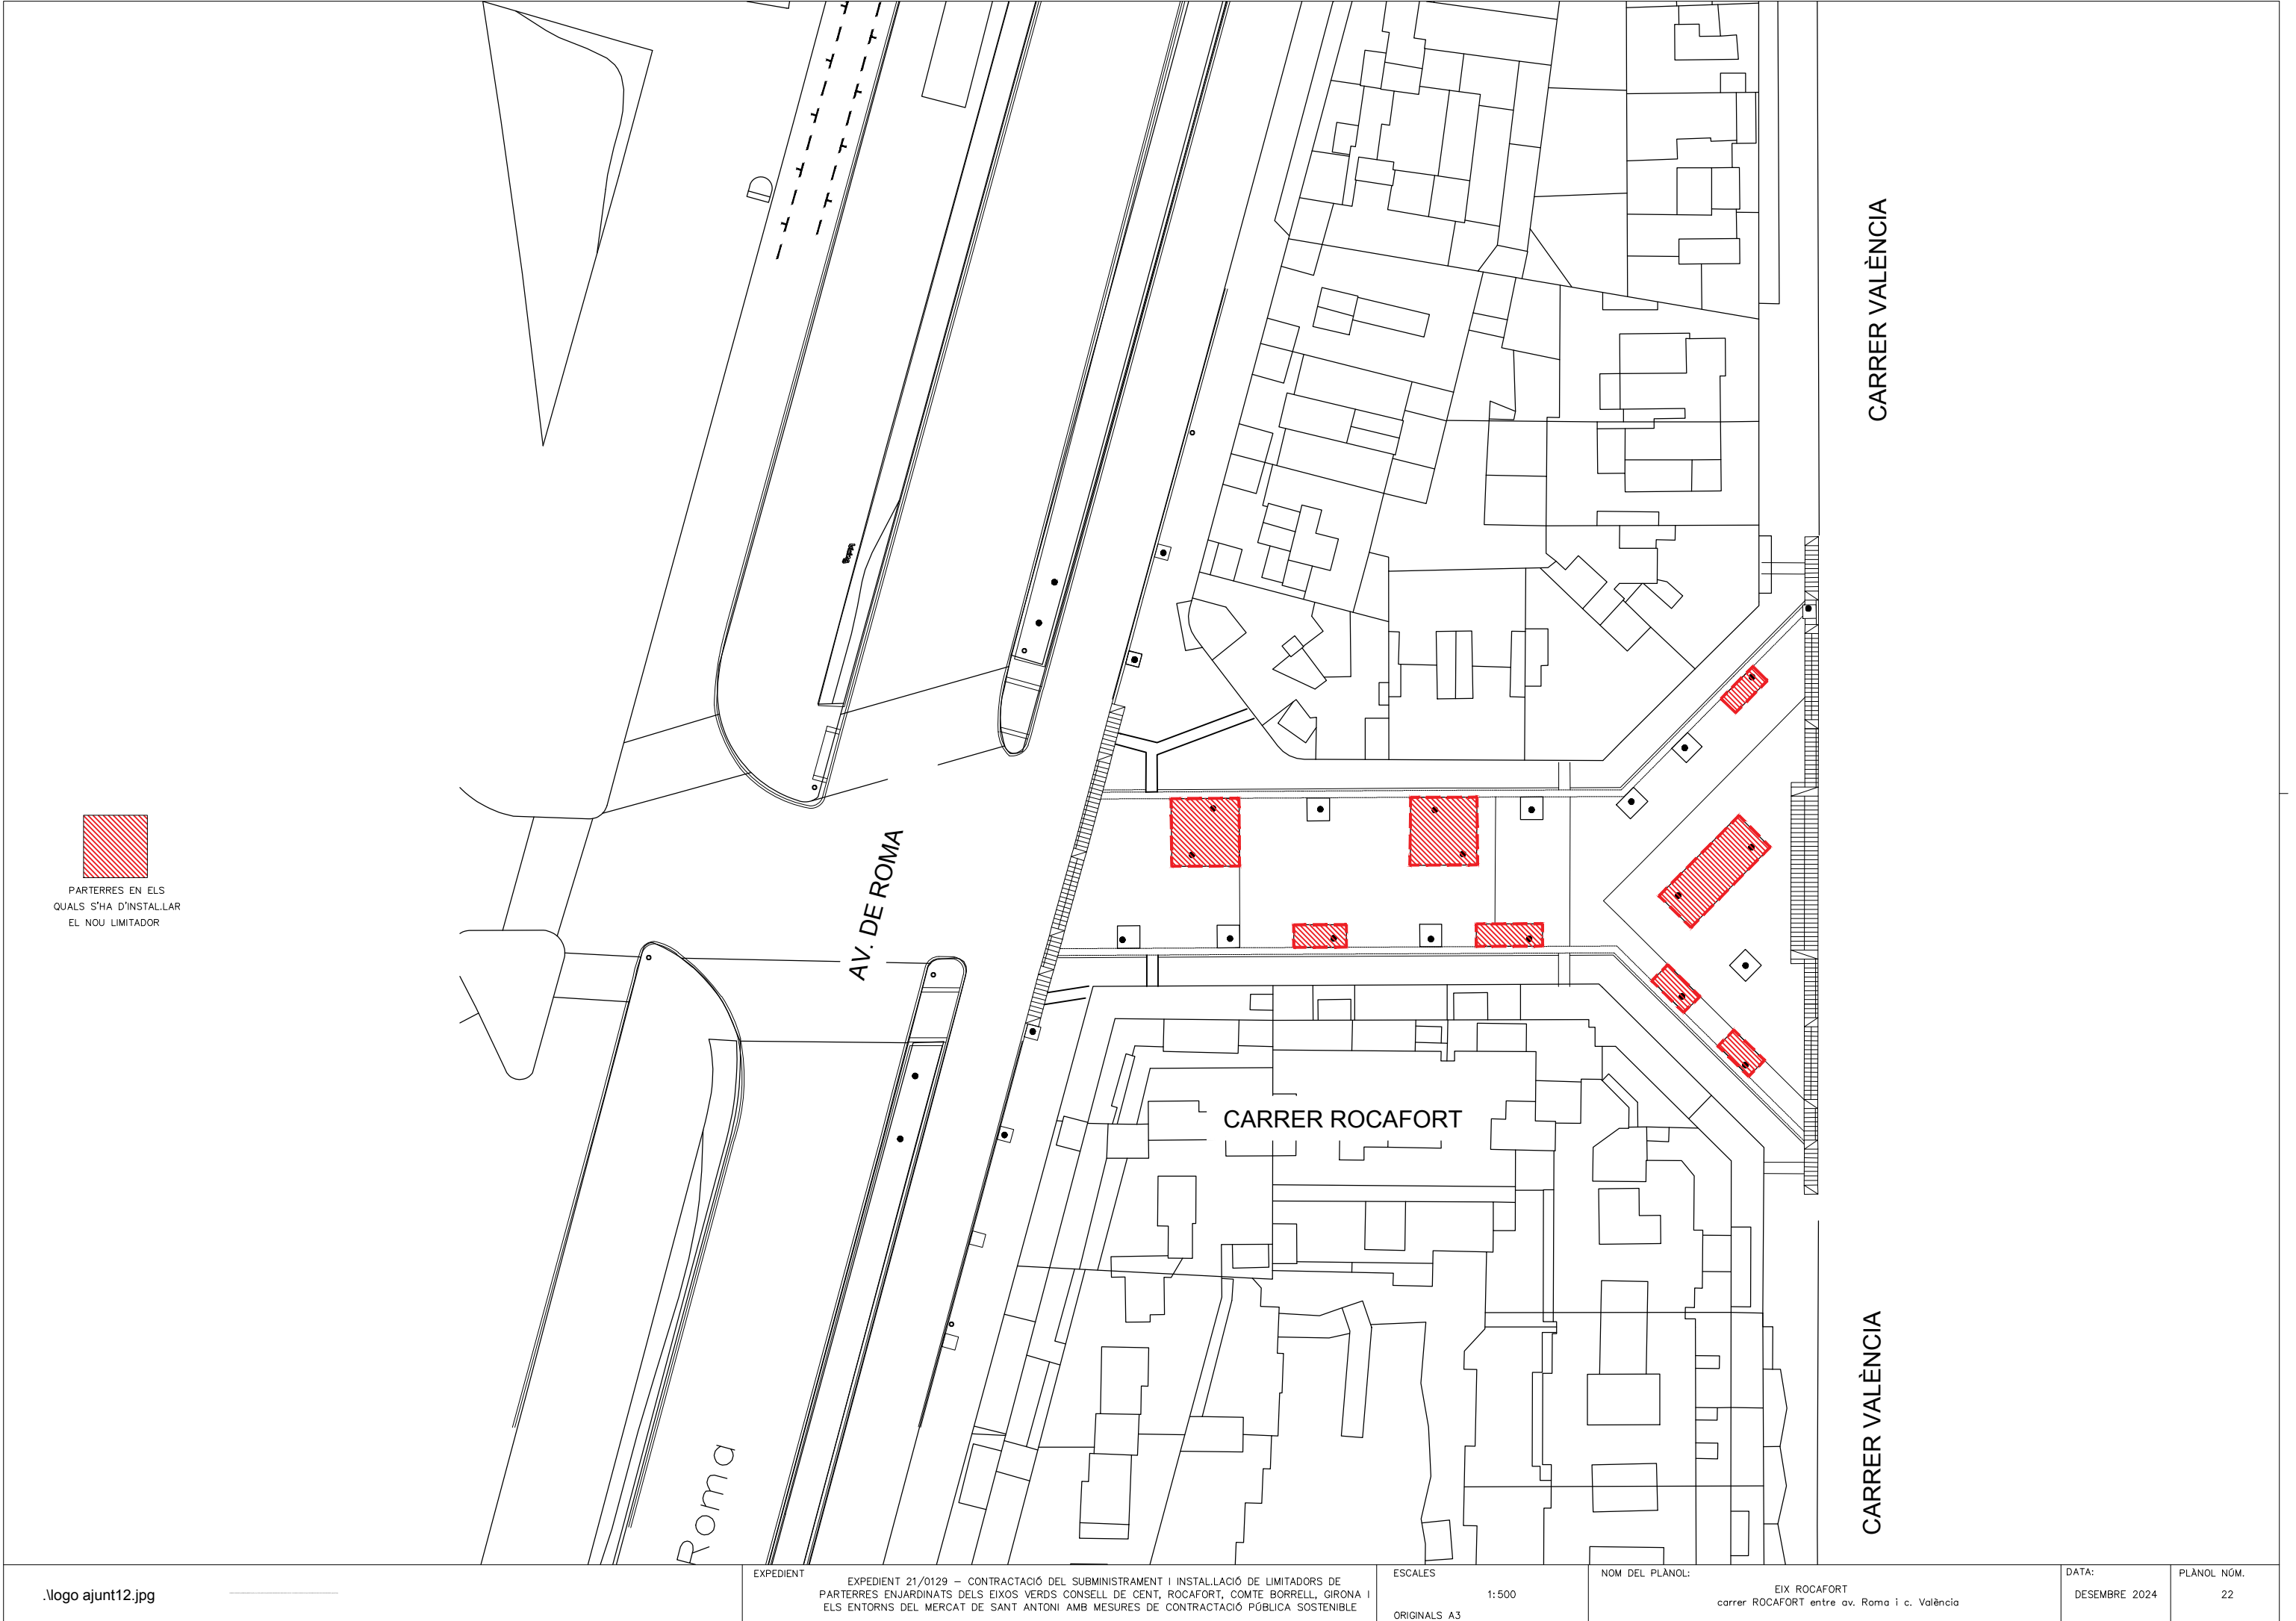 D
CARRER VALÈNCIA
AV. DE ROMA
PARTERRES EN ELS
QUALS S'HA D'INSTAL.LAR
EL NOU LIMITADOR
CARRER ROCAFORT
CARRER VALÈNCIA
Roma
.\logo ajunt12.jpg
EXPEDIENT
EXPEDIENT 21/0129 – CONTRACTACIÓ DEL SUBMINISTRAMENT I INSTAL.LACIÓ DE LIMITADORS DE
PARTERRES ENJARDINATS DELS EIXOS VERDS CONSELL DE CENT, ROCAFORT, COMTE BORRELL, GIRONA I
ELS ENTORNS DEL MERCAT DE SANT ANTONI AMB MESURES DE CONTRACTACIÓ PÚBLICA SOSTENIBLE
ESCALES
1:500
ORIGINALS A3
NOM DEL PLÀNOL:
EIX ROCAFORT
carrer ROCAFORT entre av. Roma i c. València
DATA:
DESEMBRE 2024
PLÀNOL NÚM.
22